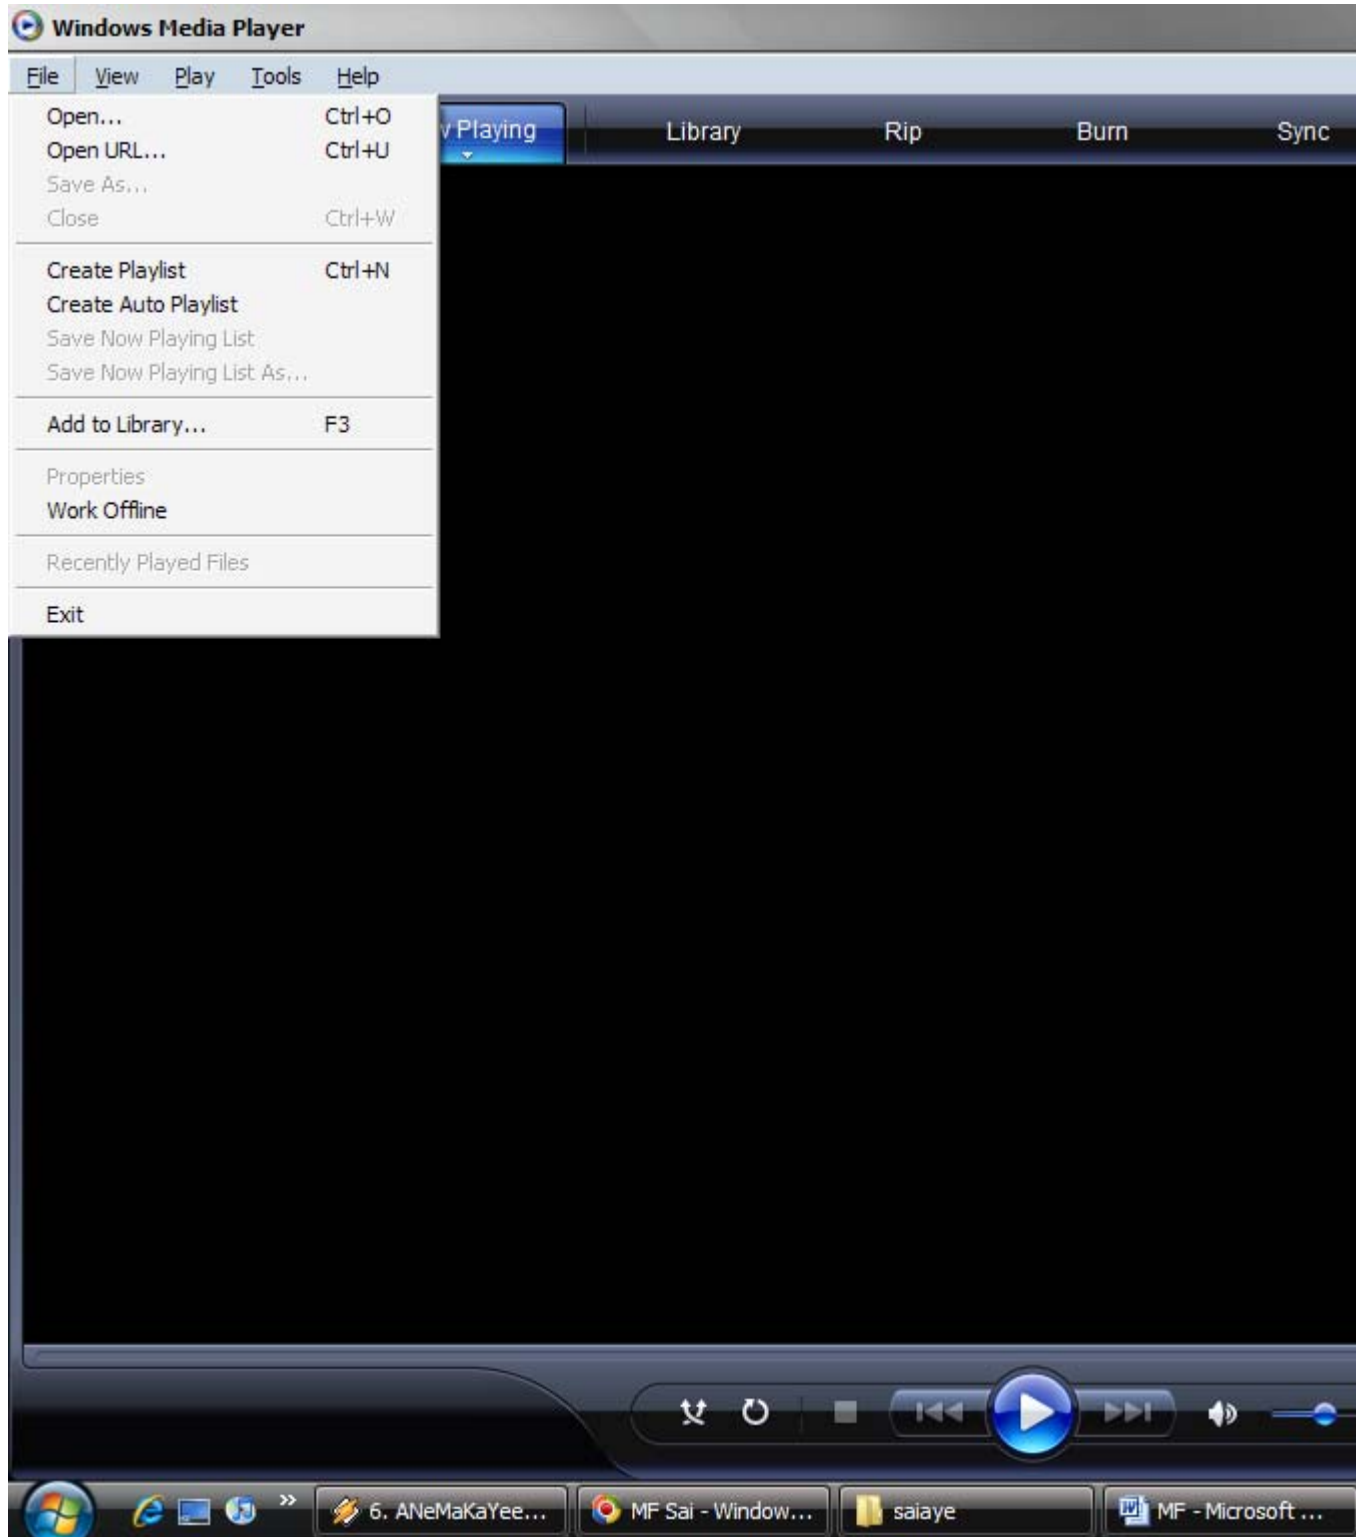 Windows Media Player
File View Play Tools Help
Open... Ctrl+O
Open URL... Ctrl+U
Save As...
Close Ctrl+W
Create Playlist Ctrl+N
Create Auto Playlist
Save Now Playing List
Save Now Playing List As...
Add to Library... F3
Properties
Work Offline
Recently Played Files
Exit
Playing Library Rip Burn Sync
6. ANeMaKaYee... MF Sai - Window... saiaye MF - Microsoft ...